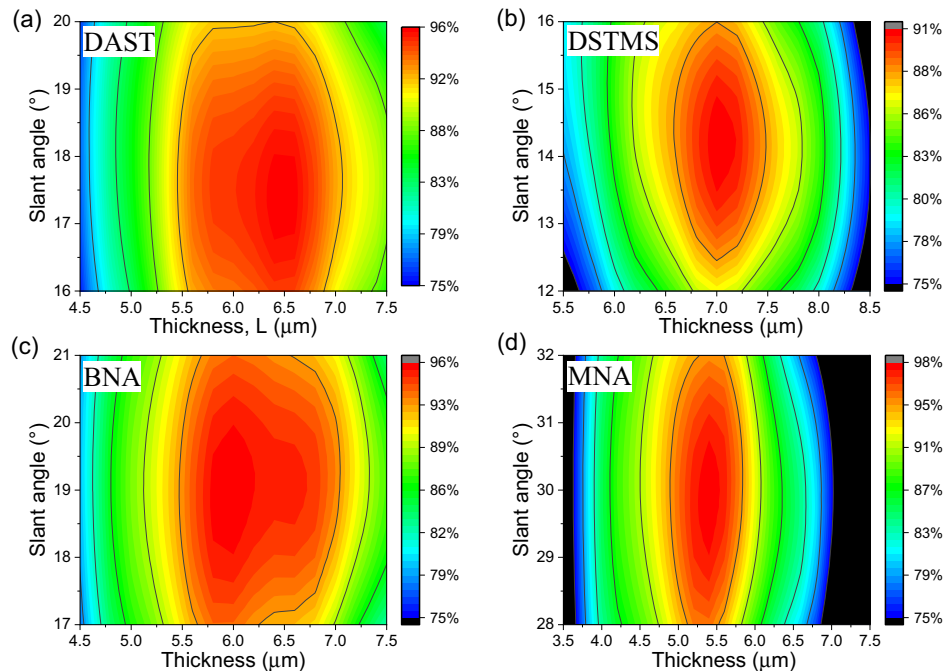 (a)
DAST
Slant angle (°)
20
19
18
17
16
4.5 5.0 5.5 6.0 6.5 7.0 7.5
Thickness, L (μm)
96%
92%
88%
83%
79%
75%
(b)
DSTMS
Slant angle (°)
16
15
14
13
12
5.5 6.0 6.5 7.0 7.5 8.0 8.5
Thickness (μm)
91%
88%
86%
83%
80%
78%
75%
(c)
BNA
Slant angle (°)
21
20
19
18
17
4.5 5.0 5.5 6.0 6.5 7.0 7.5
Thickness (μm)
96%
93%
89%
86%
82%
79%
75%
(d)
MNA
Slant angle (°)
32
31
30
29
28
3.5 4.0 4.5 5.0 5.5 6.0 6.5 7.0 7.5
Thickness (μm)
98%
94%
91%
87%
83%
79%
75%